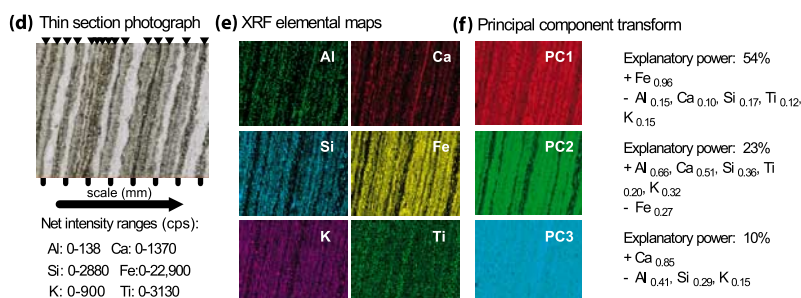 (d) Thin section photograph
scale (mm)
Net intensity ranges (cps):
Al: 0-138 Ca: 0-1370
Si: 0-2880 Fe:0-22,900
K: 0-900 Ti: 0-3130
(e) XRF elemental maps
Al Ca
Si Fe
K Ti
(f) Principal component transform
PC1
Explanatory power: 54%
+ Fe 0.96
- Al 0.15, Ca 0.10, Si 0.17, Ti 0.12,
K 0.15
PC2
Explanatory power: 23%
+ Al 0.66, Ca 0.51, Si 0.36, Ti
0.20, K 0.32
- Fe 0.27
PC3
Explanatory power: 10%
+ Ca 0.85
- Al 0.41, Si 0.29, K 0.15